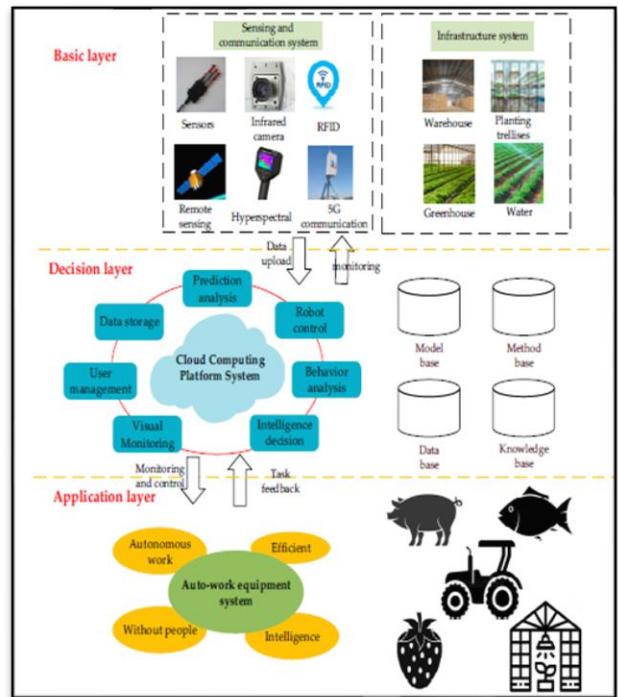 Basic layer
Sensing and
communication system
Sensors
Infrared
camera
RFID
RFID
Remote
sensing
Hyperspectral
5G
communication
Infrastructure system
Warehouse
Planting
trellises
Greenhouse
Water
Data
upload
monitoring
Decision layer
Prediction
analysis
Data storage
Robot
control
Cloud Computing
Platform System
User
management
Behavior
analysis
Visual
Monitoring
Intelligence
decision
Model
base
Method
base
Data
base
Knowledge
base
Monitoring
and control
Task
feedback
Application layer
Autonomous
work
Efficient
Auto-work equipment
system
Without people
Intelligence